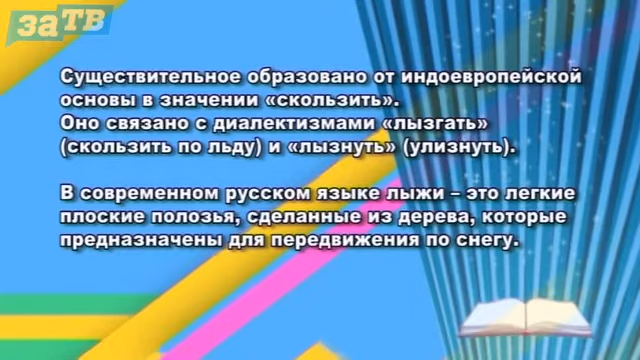 заТВ
Существительное образовано от индоевропейской
основы в значении «скользить».
Оно связано с диалектизмами «лызгать»
(скользить по льду) и «лызнуть» (улизнуть).
В современном русском языке лыжи – это легкие
плоские полозья, сделанные из дерева, которые
предназначены для передвижения по снегу.